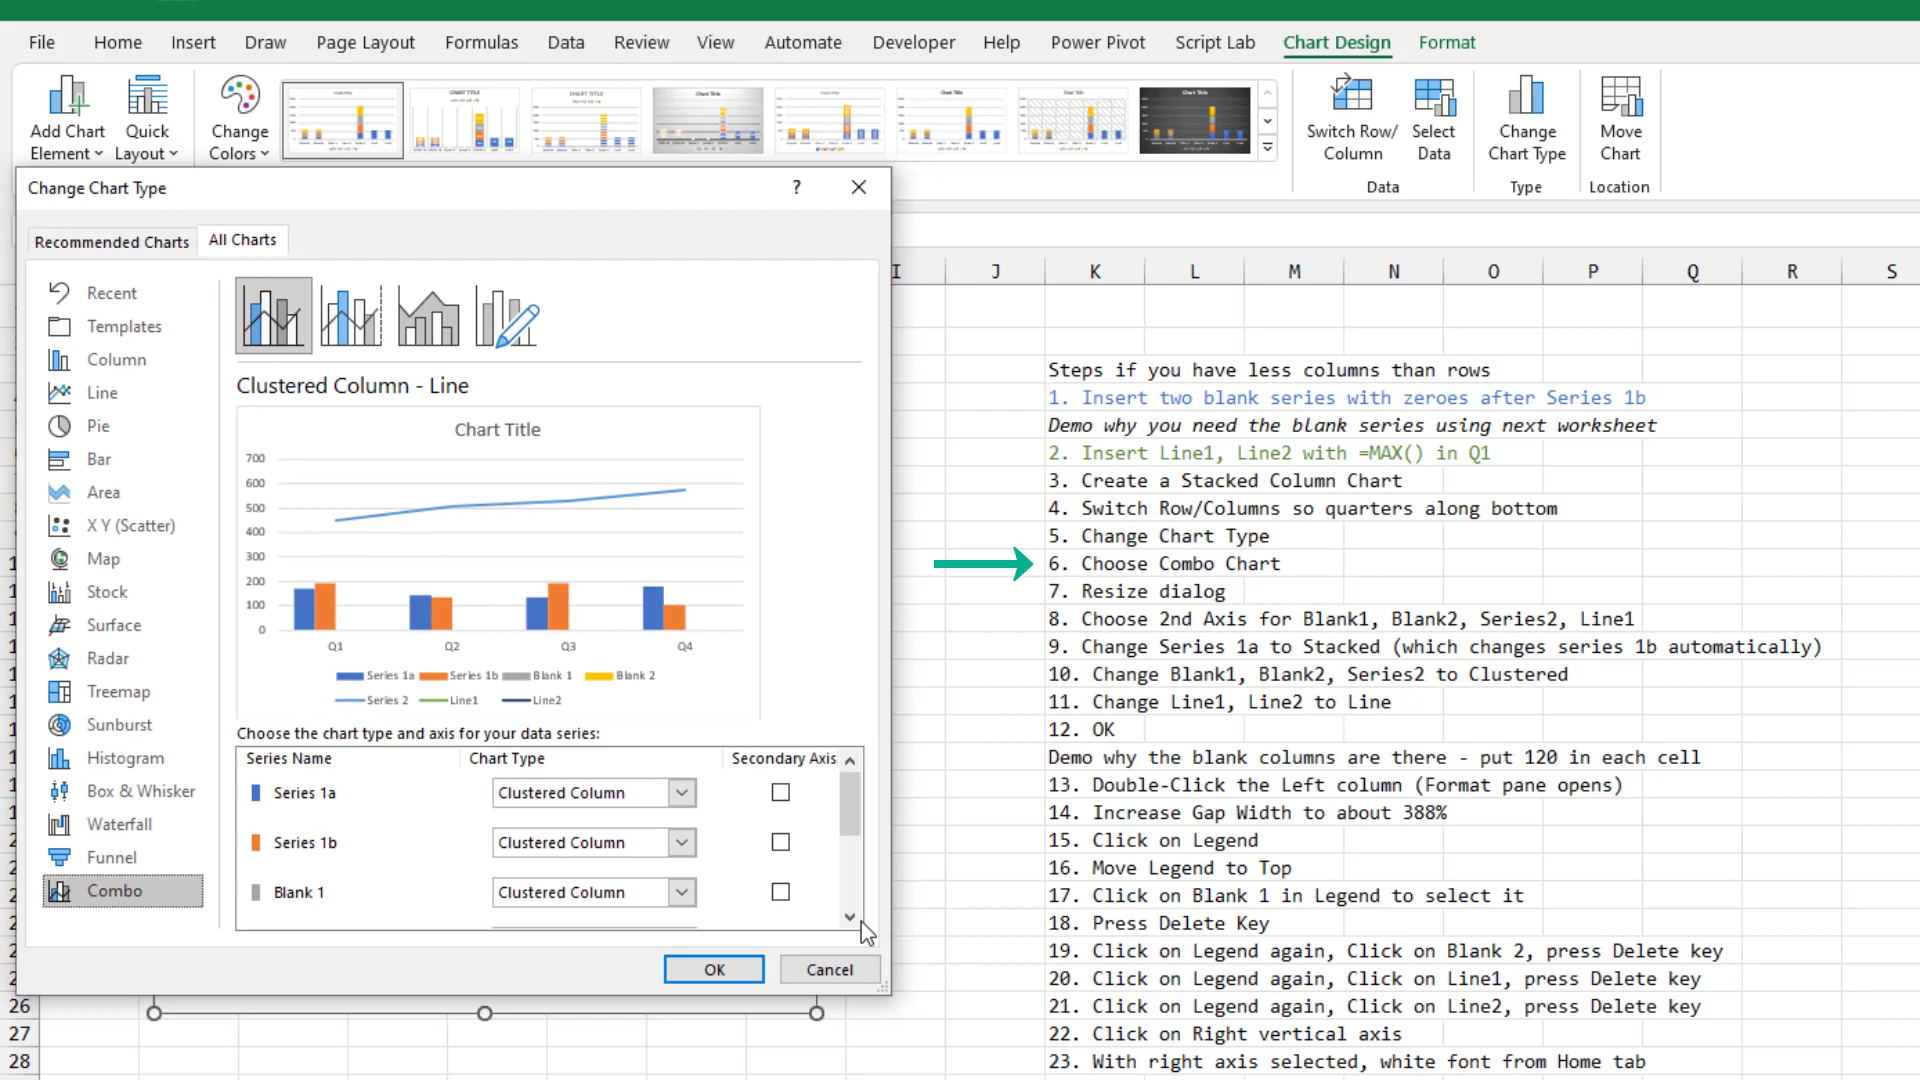 File Home Insert Draw Page Layout Formulas Data Review View Automate Developer Help Power Pivot Script Lab Chart Design Format
Add Chart Element
Quick Layout
Change Colors
Switch Row/ Column
Select Data
Change Chart Type
Move Chart
Data Type Location
Change Chart Type ?
Recommended Charts All Charts
Recent
Templates
Column
Line
Pie
Bar
Area
X Y (Scatter)
Map
Stock
Surface
Radar
Treemap
Sunburst
Histogram
Box & Whisker
Waterfall
Funnel
Combo
Clustered Column - Line
Chart Title
700
600
500
400
300
200
100
0
Q1 Q2 Q3 Q4
Series 1a Series 1b Blank 1 Blank 2
Series 2 Line1 Line2
Choose the chart type and axis for your data series:
Series Name Chart Type Secondary Axis
Series 1a Clustered Column
Series 1b Clustered Column
Blank 1 Clustered Column
OK Cancel
I J K L M N O P Q R S
Steps if you have less columns than rows
1. Insert two blank series with zeroes after Series 1b
Demo why you need the blank series using next worksheet
2. Insert Line1, Line2 with =MAX() in Q1
3. Create a Stacked Column Chart
4. Switch Row/Columns so quarters along bottom
5. Change Chart Type
6. Choose Combo Chart
7. Resize dialog
8. Choose 2nd Axis for Blank1, Blank2, Series2, Line1
9. Change Series 1a to Stacked (which changes series 1b automatically)
10. Change Blank1, Blank2, Series2 to Clustered
11. Change Line1, Line2 to Line
12. OK
Demo why the blank columns are there - put 120 in each cell
13. Double-Click the Left column (Format pane opens)
14. Increase Gap Width to about 388%
15. Click on Legend
16. Move Legend to Top
17. Click on Blank 1 in Legend to select it
18. Press Delete Key
19. Click on Legend again, Click on Blank 2, press Delete key
20. Click on Legend again, Click on Line1, press Delete key
21. Click on Legend again, Click on Line2, press Delete key
22. Click on Right vertical axis
23. With right axis selected, white font from Home tab
26
27
28